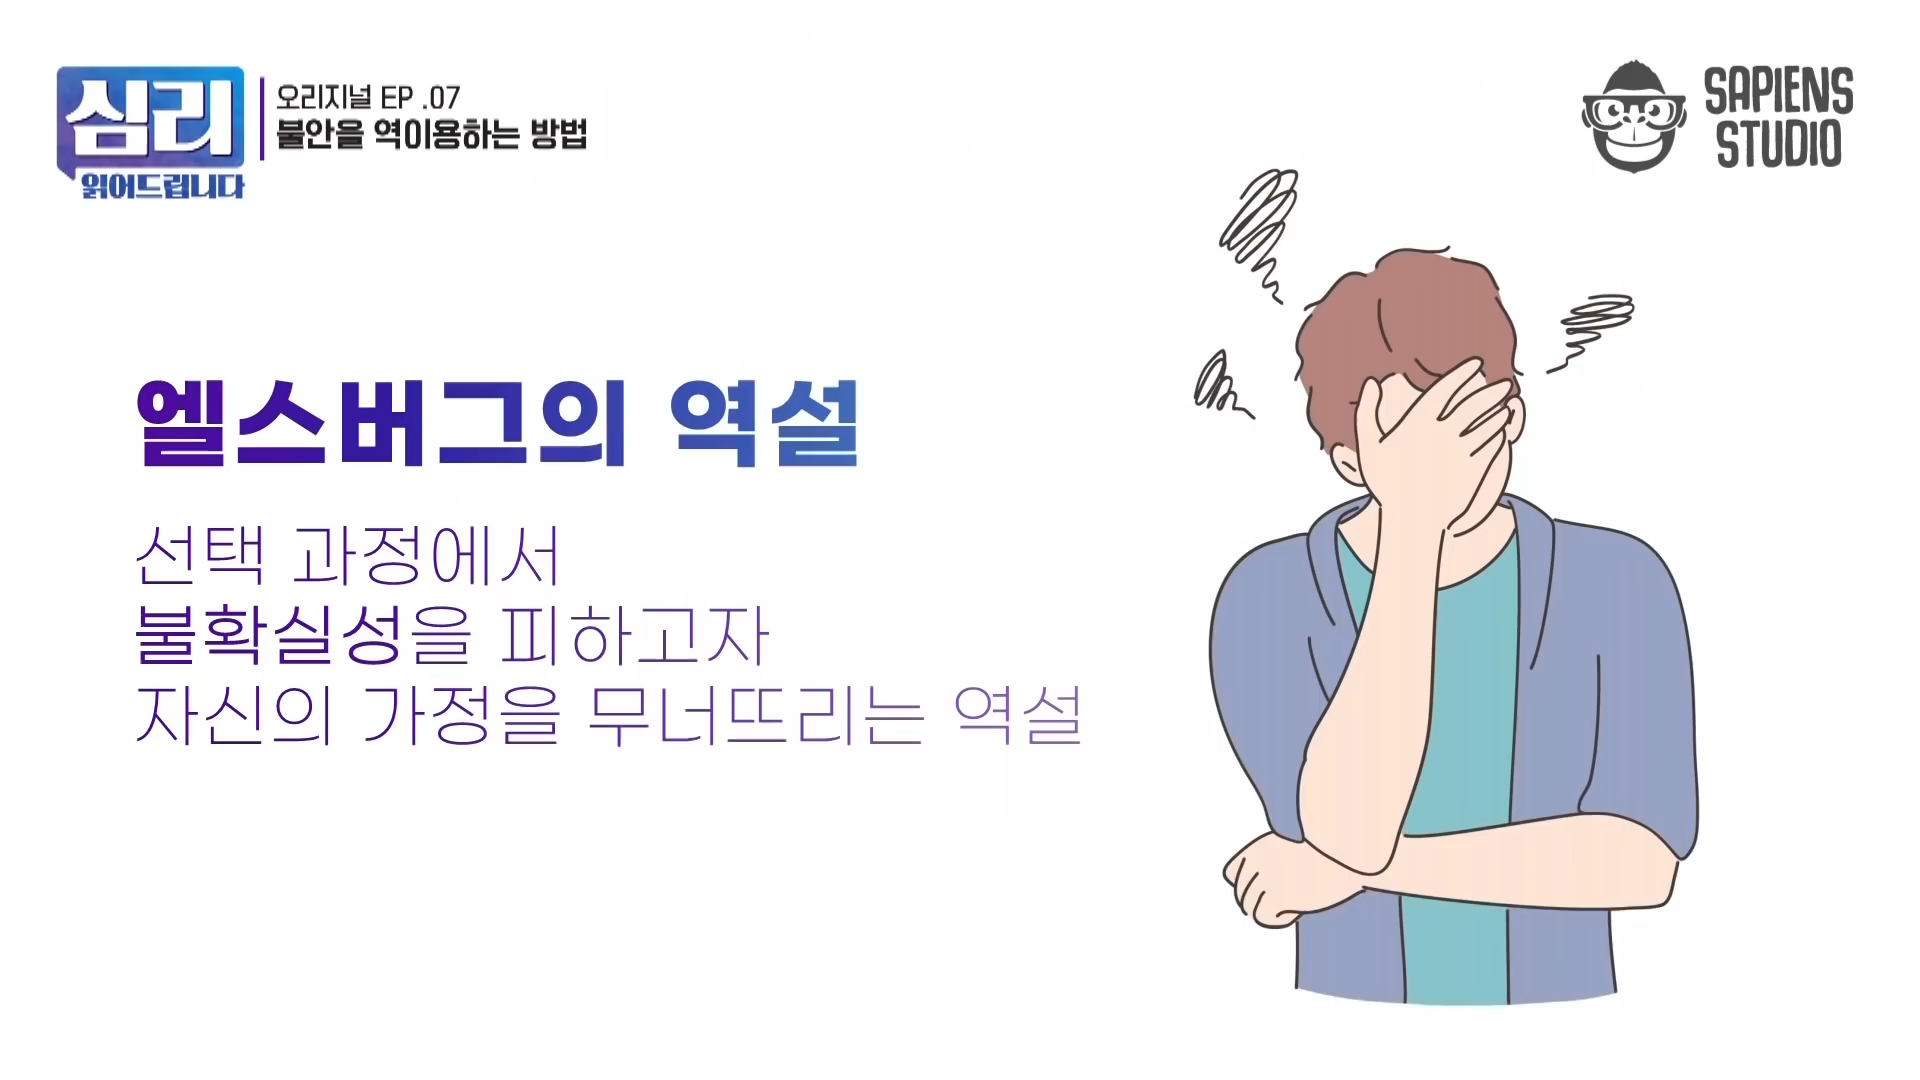 심리
읽어드립니다
오리지널 EP .07
불안을 역이용하는 방법
SAPIENS
STUDIO
엘스버그의 역설
선택 과정에서
불확실성을 피하고자
자신의 가정을 무너뜨리는 역설